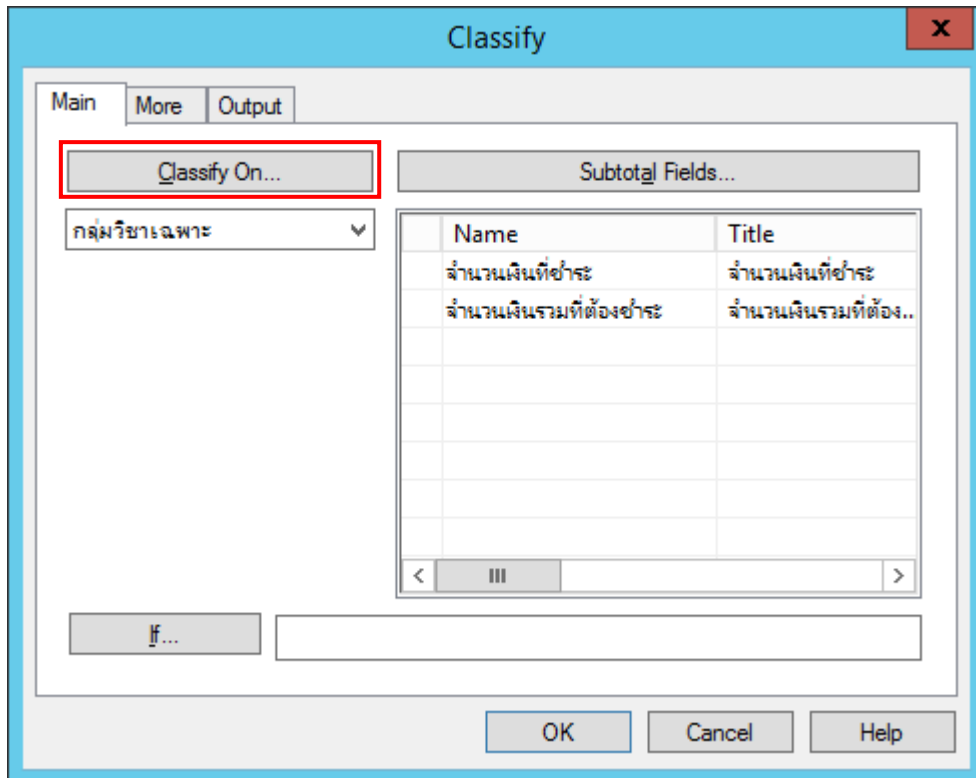 Classify
x
Main More Output
Classify On...
Subtotal Fields...
กลุ่มวิชาเฉพาะ
Name Title
จำนวนเงินที่ชำระ จำนวนเงินที่ชำระ
จำนวนเงินรวมที่ต้องชำระ จำนวนเงินรวมที่ต้อง..
If...
OK Cancel Help